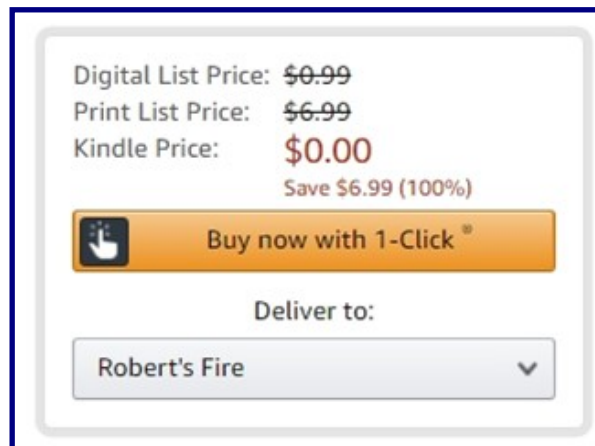 Digital List Price: $0.99
Print List Price: $6.99
Kindle Price: $0.00
Save $6.99 (100%)
Buy now with 1-Click ®
Deliver to:
Robert's Fire